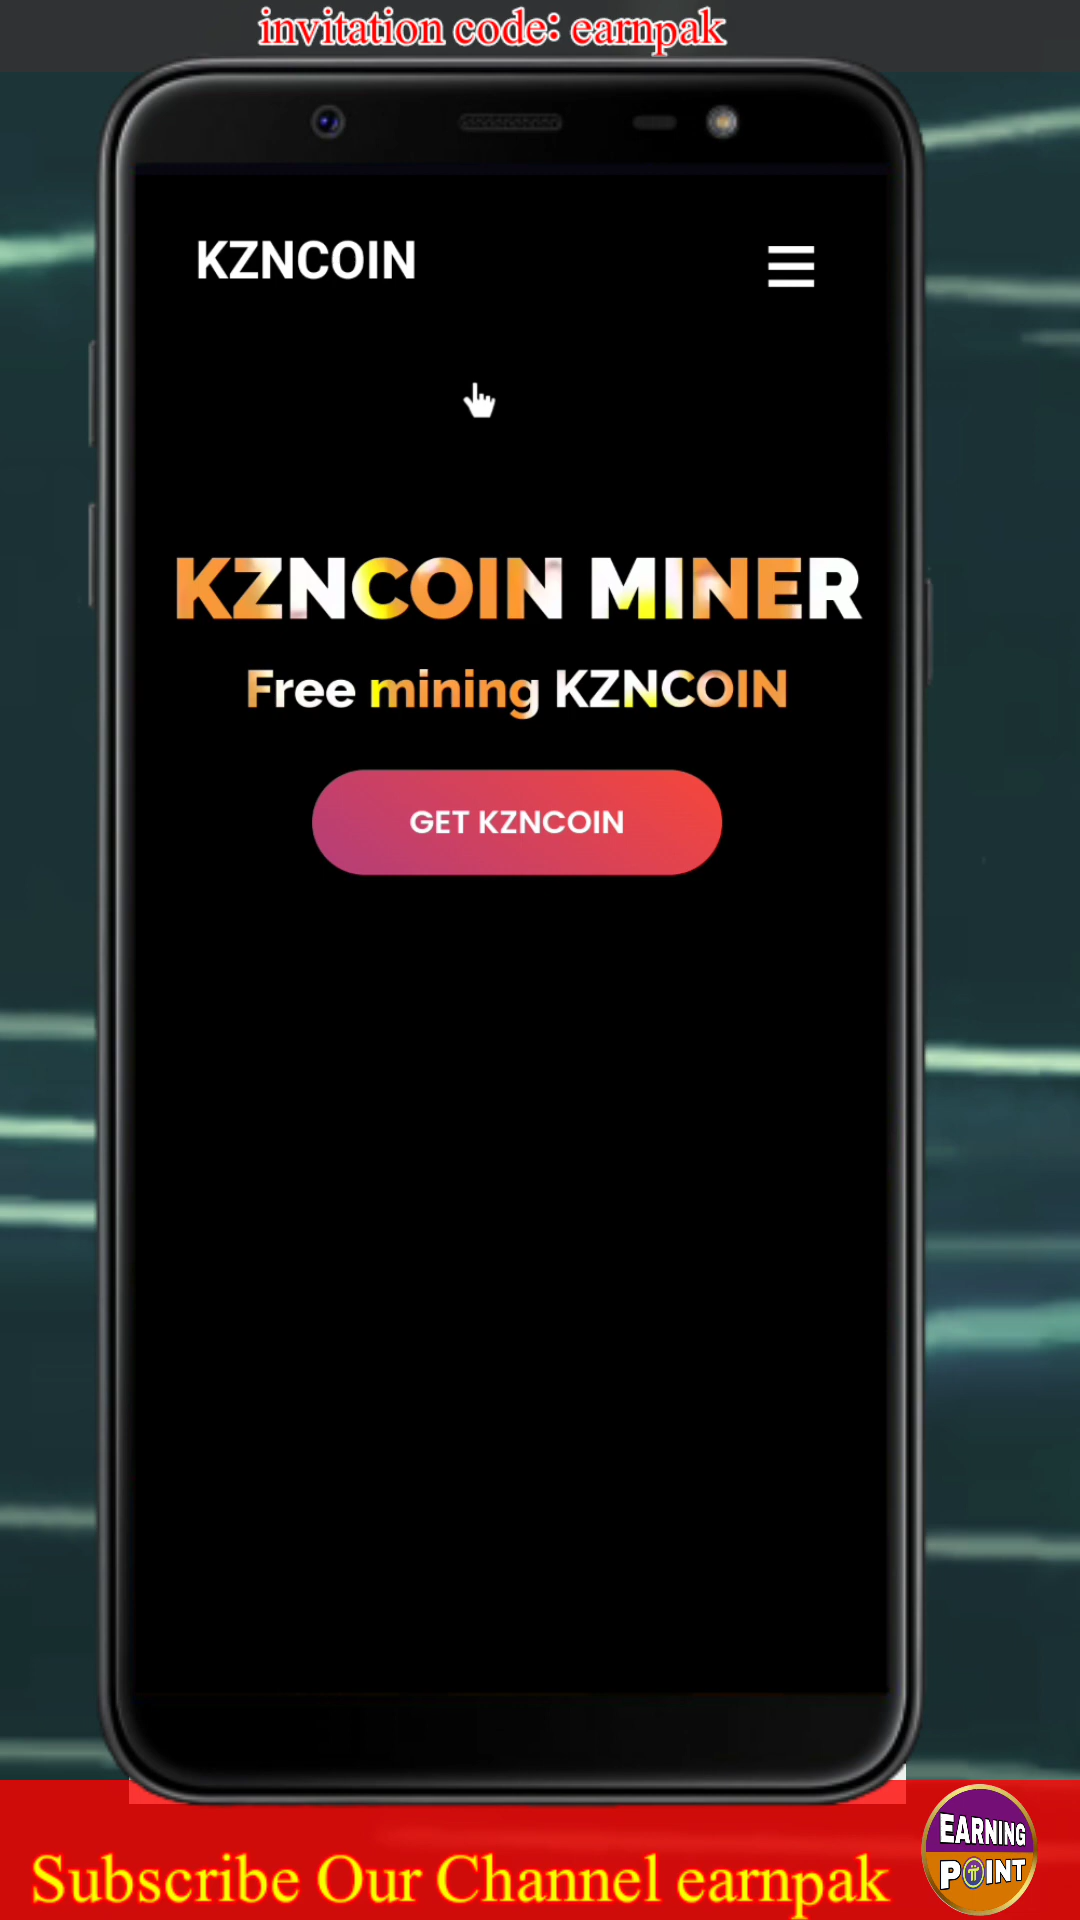 invitation code: earnpak
KZNCOIN
KZNCOIN MINER
Free mining KZNCOIN
GET KZNCOIN
Subscribe Our Channel earnpak
EARNING
POINT